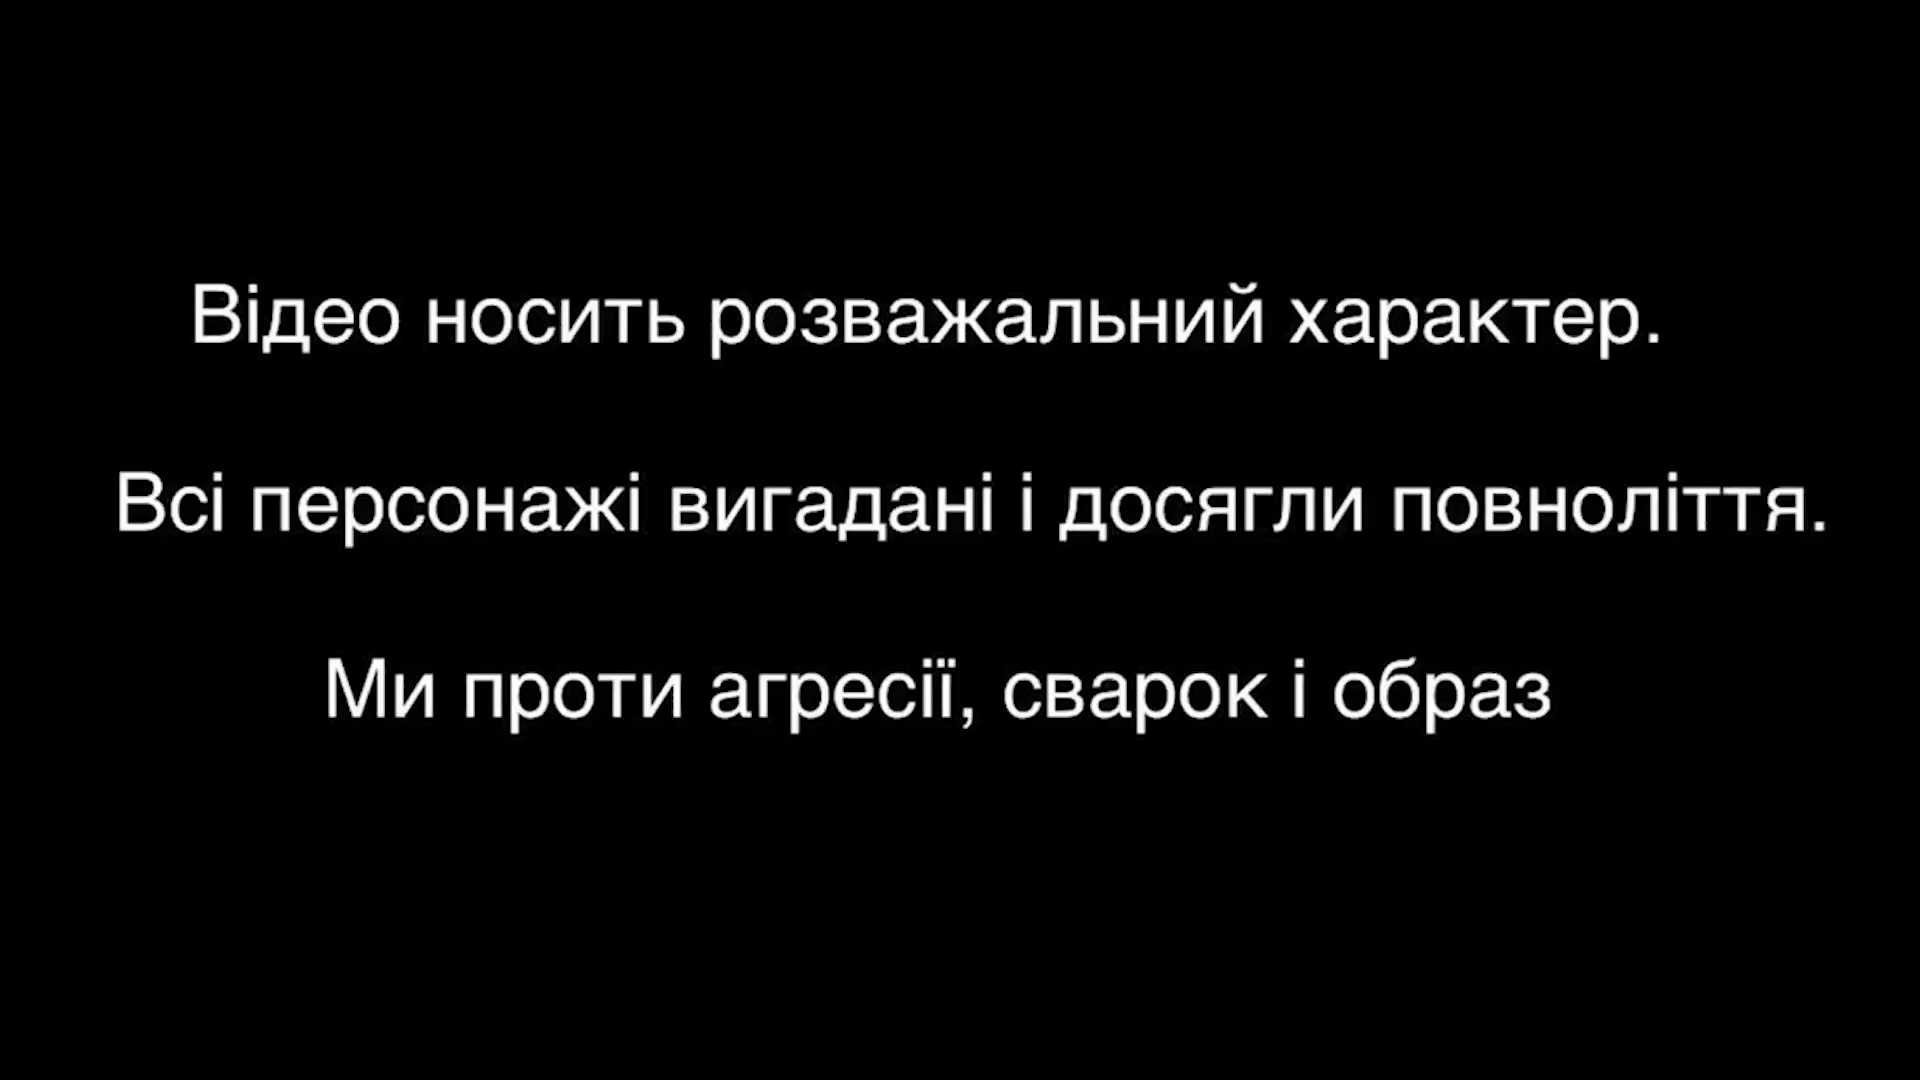 Відео носить розважальний характер.
Всі персонажі вигадані і досягли повноліття.
Ми проти агресії, сварок і образ